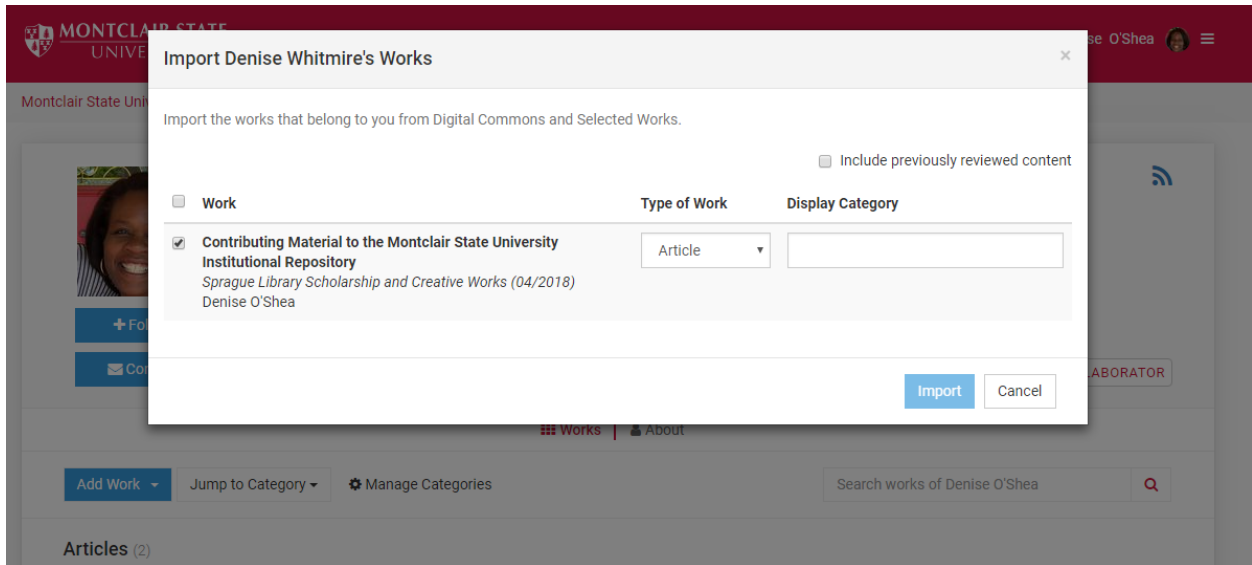 MONTCLAIR STATE
UNIVE
se O'Shea
Import Denise Whitmire's Works
×
Montclair State Uni
Import the works that belong to you from Digital Commons and Selected Works.
Include previously reviewed content
Work Type of Work Display Category
Contributing Material to the Montclair State University
Institutional Repository
Sprague Library Scholarship and Creative Works (04/2018)
Denise O'Shea
Article
+ Fol
Con
Import Cancel
LABORATOR
Works | About
Add Work Jump to Category Manage Categories Search works of Denise O'Shea
Articles (2)